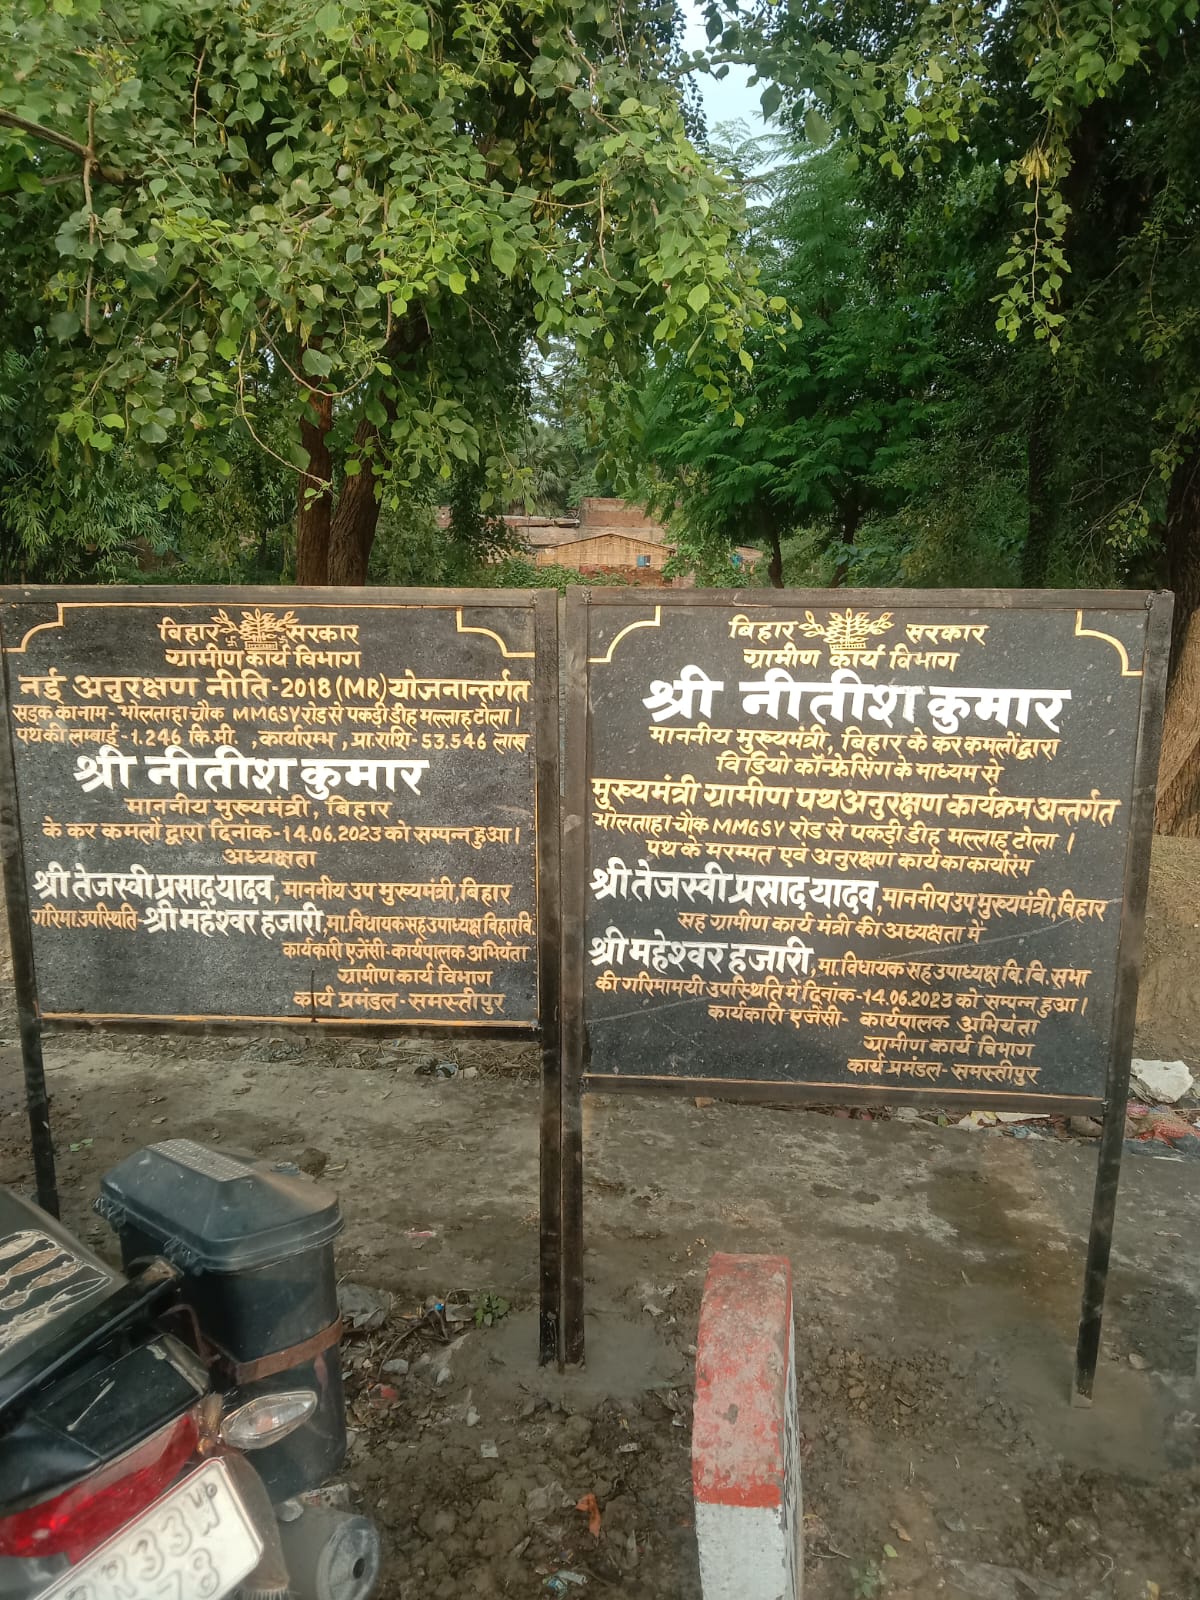 बिहार सरकार
ग्रामीण कार्य विभाग
नई अनुरक्षण नीति-2018 (MR) योजनान्तर्गत
सड़क का नाम- भोलताहा चौक MMGSY रोड से पकड़ी डीह मल्लाह टोला।
पथ की लम्बाई-1.246 कि.मी. ,कार्यारम्भ , प्रा.राशि- 53.546 लाख
श्री नीतीश कुमार
माननीय मुख्यमंत्री, बिहार
के कर कमलों द्वारा दिनांक-14.06.2023 को सम्पन्न हुआ।
अध्यक्षता
श्री तेजस्वी प्रसाद यादव, माननीय उप मुख्यमंत्री, बिहार
गरिमा. उपस्थिति-श्री महेश्वर हजारी, मा. विधायक सह उपाध्यक्ष बिहार वि.
कार्यकारी एजेंसी-कार्यपालक अभियंता
ग्रामीण कार्य विभाग
कार्य प्रमंडल- समस्तीपुर
बिहार सरकार
ग्रामीण कार्य विभाग
श्री नीतीश कुमार
माननीय मुख्यमंत्री, बिहार के कर कमलों द्वारा
विडियो कॉन्फ्रेसिंग के माध्यम से
मुख्यमंत्री ग्रामीण पथ अनुरक्षण कार्यक्रम अन्तर्गत
भोलताहा चौक MMGSY रोड से पकड़ी डीह मल्लाह टोला ।
पथ के मरम्मत एवं अनुरक्षण कार्य का कार्यारंम
श्री तेजस्वी प्रसाद यादव, माननीय उप मुख्यमंत्री, बिहार
सह ग्रामीण कार्य मंत्री की अध्यक्षता में
श्री महेश्वर हजारी, मा. विधायक सह उपाध्यक्ष बि. वि. सभा
की गरिमामयी उपस्थिति में दिनांक-14.06.2023 को सम्पन्न हुआ।
कार्यकारी एजेंसी- कार्यपालक अभियंता
ग्रामीण कार्य विभाग
कार्य प्रमंडल- समस्तीपुर